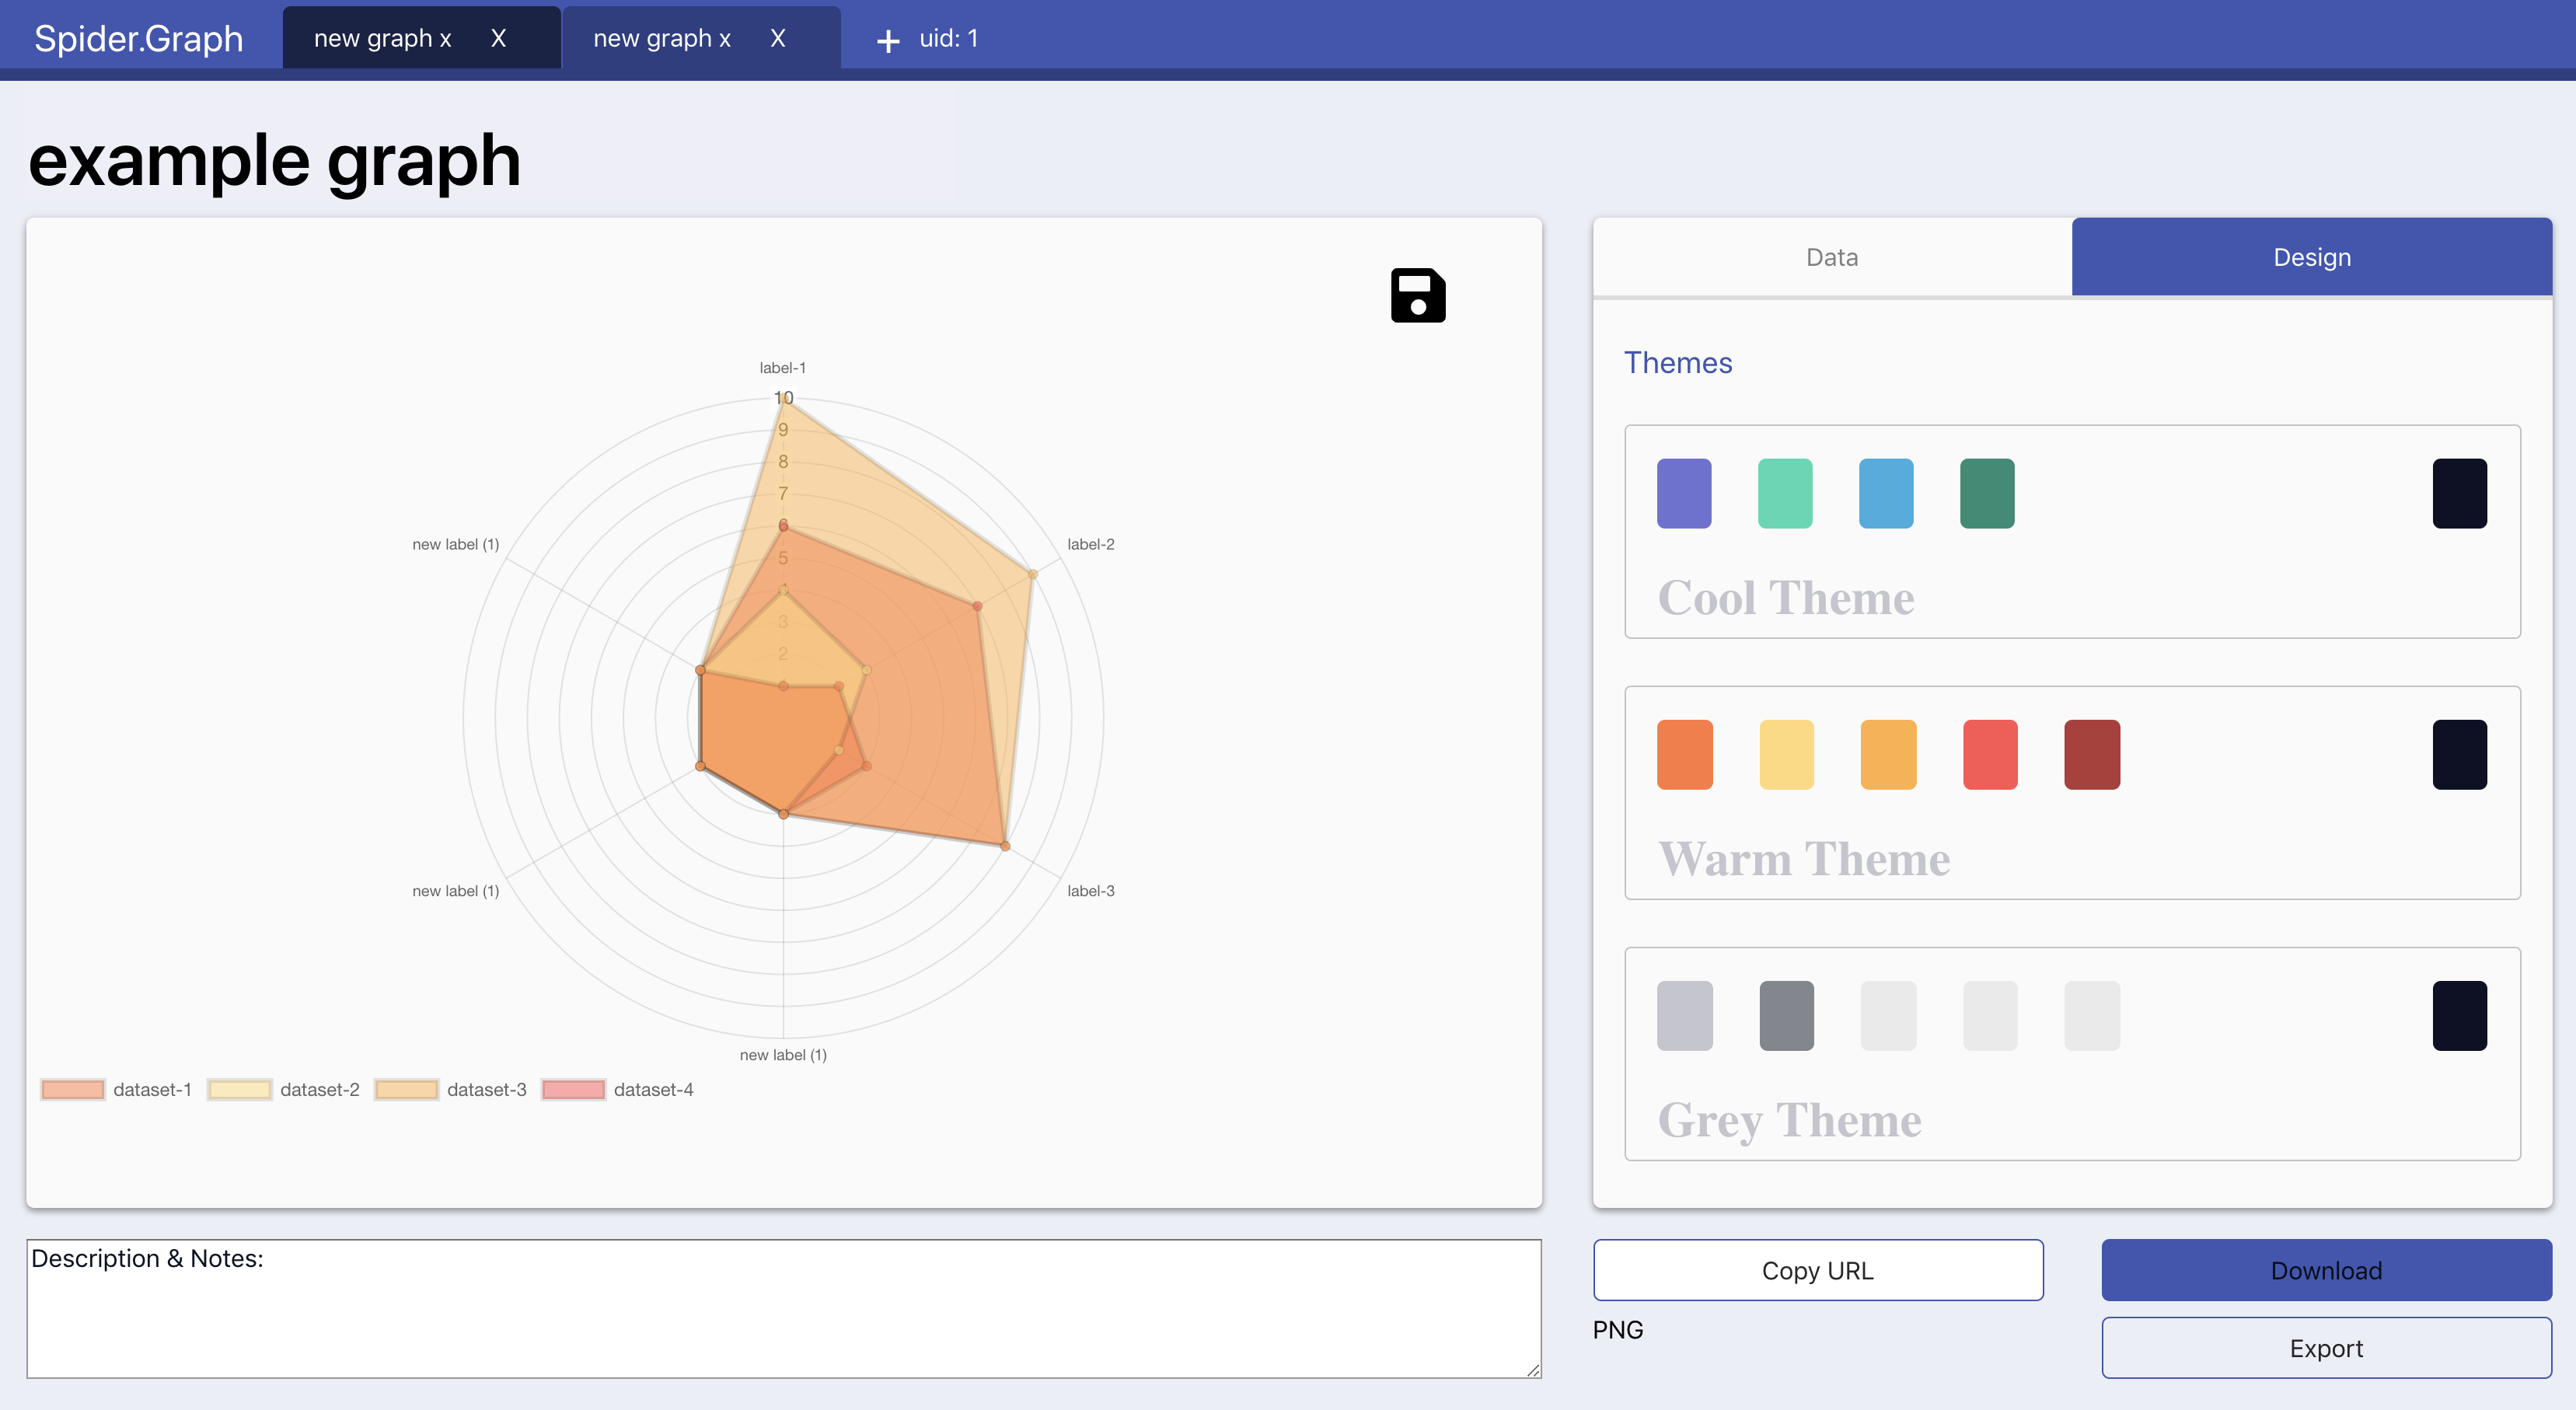 Spider.Graph
new graph x X
new graph x X
+ uid: 1
example graph
Data
Design
label-1
10
9
8
7
6
5
4
3
2
label-2
label-3
new label (1)
new label (1)
new label (1)
dataset-1 dataset-2 dataset-3 dataset-4
Themes
Cool Theme
Warm Theme
Grey Theme
Description & Notes:
Copy URL
Download
PNG
Export